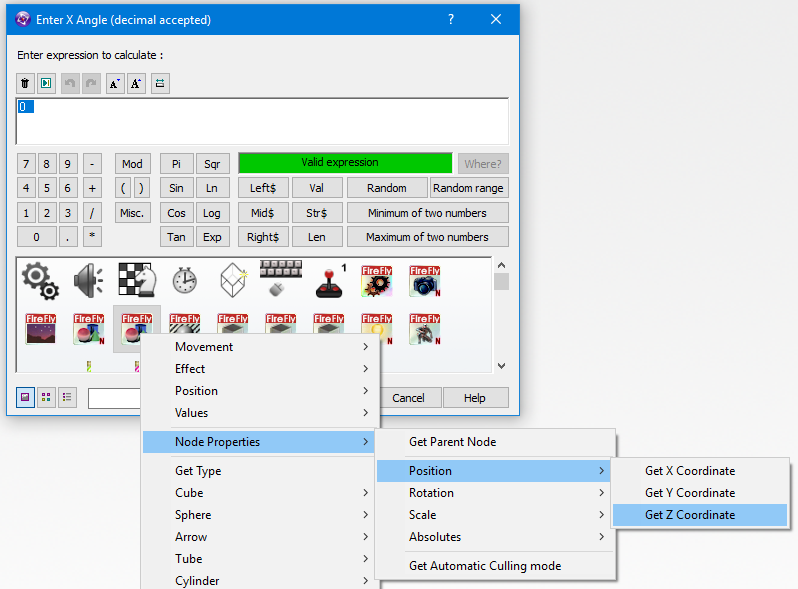 Enter X Angle (decimal accepted)
?
Enter expression to calculate :
A A
0
7 8 9 - Mod Pi Sqr Valid expression Where?
4 5 6 + ( ) Sin Ln Left$ Val Random Random range
1 2 3 / Misc. Cos Log Mid$ Str$ Minimum of two numbers
0 . * Tan Exp Right$ Len Maximum of two numbers
1 FireFly FireFly N
FireFly FireFly N FireFly FireFly FireFly FireFly FireFly FireFly N FireFly N
Cancel Help
Movement
Effect
Position
Values
Node Properties
Get Type
Cube
Sphere
Arrow
Tube
Cylinder
Get Parent Node
Position
Rotation
Scale
Absolutes
Get Automatic Culling mode
Get X Coordinate
Get Y Coordinate
Get Z Coordinate